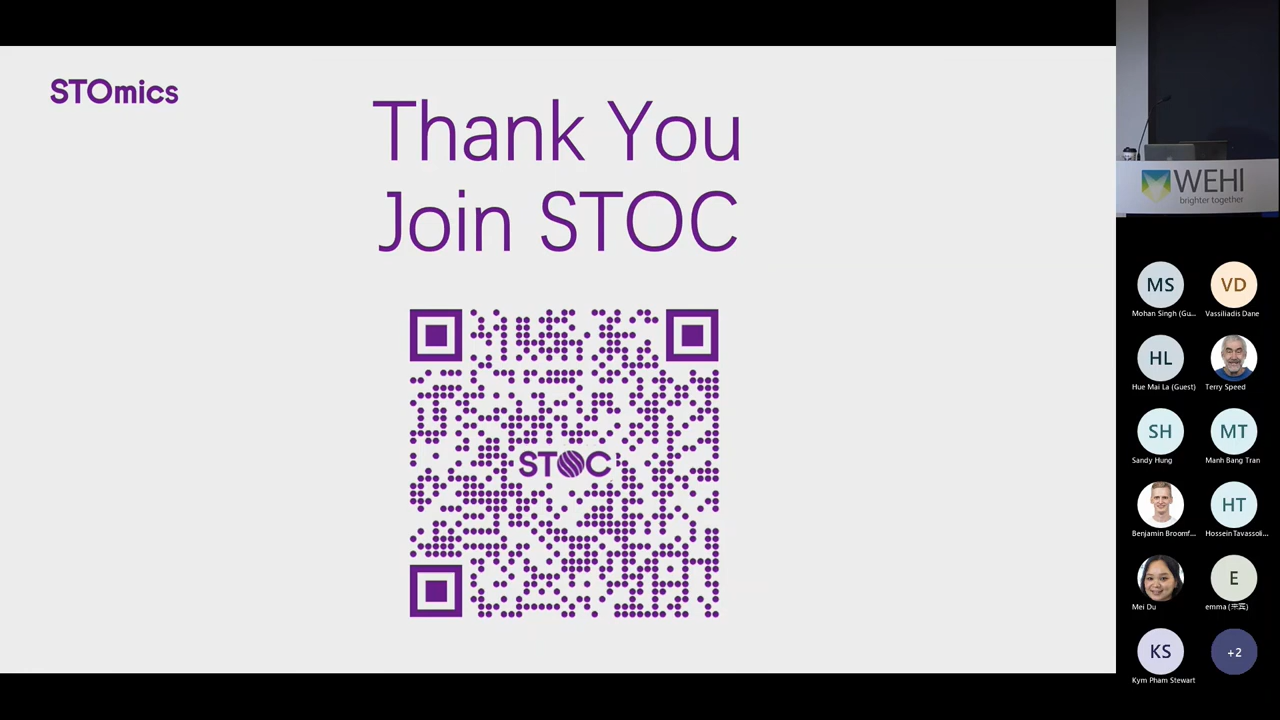 STOmics
Thank You
Join STOC
STOC
WEHI
brighter together
MS
VD
Mohan Singh (Gu...
Vassiliadis Dane
HL
Hue Mai La (Guest)
Terry Speed
SH
MT
Sandy Hung
Manh Bang Tran
HT
Benjamin Broomf...
Hossein Tavassoli...
E
Mei Du
emma (来宾)
KS
+2
Kym Pham Stewart